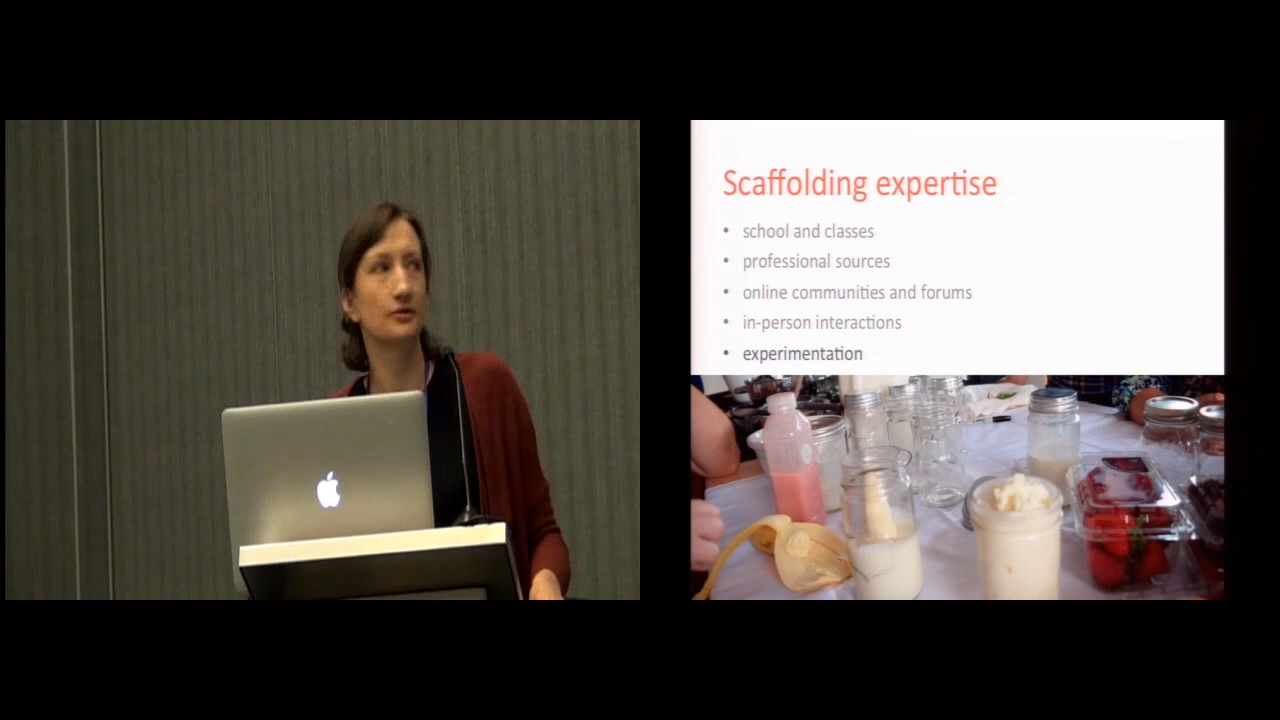 Scaffolding expertise
• school and classes
• professional sources
• online communities and forums
• in-person interactions
• experimentation